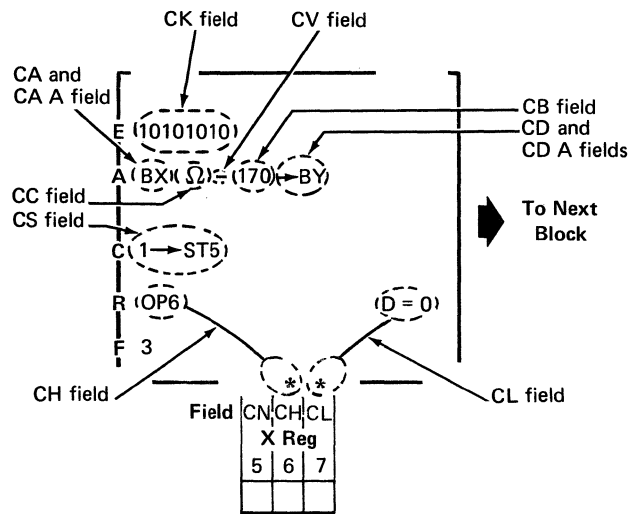 CK field
CV field
CA and
CA A field
CB field
CD and
CD A fields
E 10101010
A BX Ω = 170 → BY
CC field
CS field
To Next
Block
C 1 → ST5
R OP6 D = 0
F 3
* *
CH field
CL field
Field CN CH CL
X Reg
5 6 7